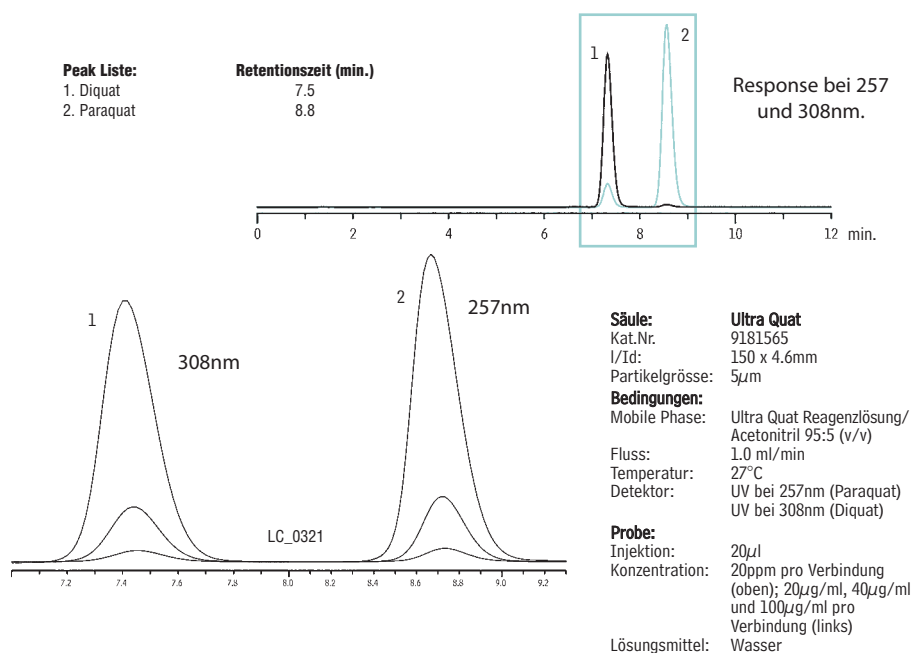 Peak Liste: Retentionszeit (min.)
1. Diquat 7.5
2. Paraquat 8.8
1
2
Response bei 257
und 308nm.
0 2 4 6 8 10 12 min.
1
308nm
2
257nm
LC_0321
7.2 7.4 7.6 7.8 8.0 8.2 8.4 8.6 8.8 9.0 9.2
Säule: Ultra Quat
Kat.Nr. 9181565
l/Id: 150 x 4.6mm
Partikelgrösse: 5µm
Bedingungen:
Mobile Phase: Ultra Quat Reagenzlösung/
Acetonitril 95:5 (v/v)
Fluss: 1.0 ml/min
Temperatur: 27°C
Detektor: UV bei 257nm (Paraquat)
UV bei 308nm (Diquat)
Probe:
Injektion: 20µl
Konzentration: 20ppm pro Verbindung
(oben); 20µg/ml, 40µg/ml
und 100µg/ml pro
Verbindung (links)
Lösungsmittel: Wasser